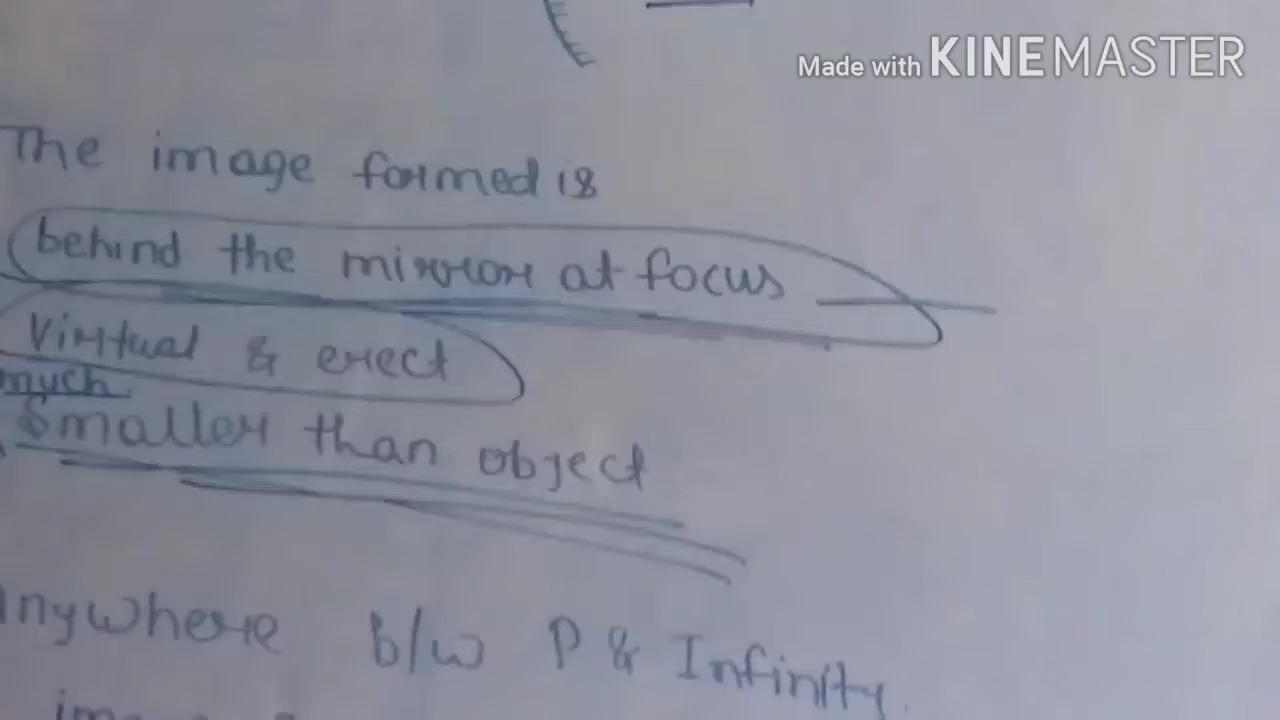 Made with KINEMASTER
The image formed is
behind the mirror at focus
Virtual & erect
much
Smaller than object
Anywhere b/w P & Infinity.